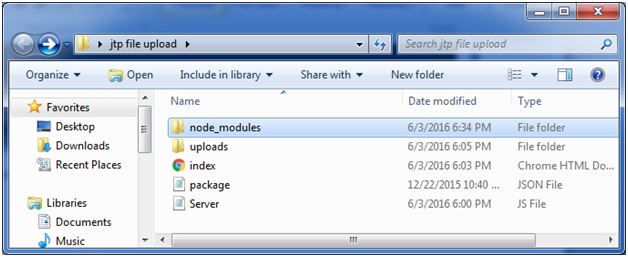 jtp file upload
Search jtp file upload
Organize Open Include in library Share with New folder
Favorites
Desktop
Downloads
Recent Places
Libraries
Documents
Music
Name Date modified Type
node_modules 6/3/2016 6:34 PM File folder
uploads 6/3/2016 6:05 PM File folder
index 6/3/2016 6:03 PM Chrome HTML Do...
package 12/22/2015 10:40 ... JSON File
Server 6/3/2016 6:00 PM JS File